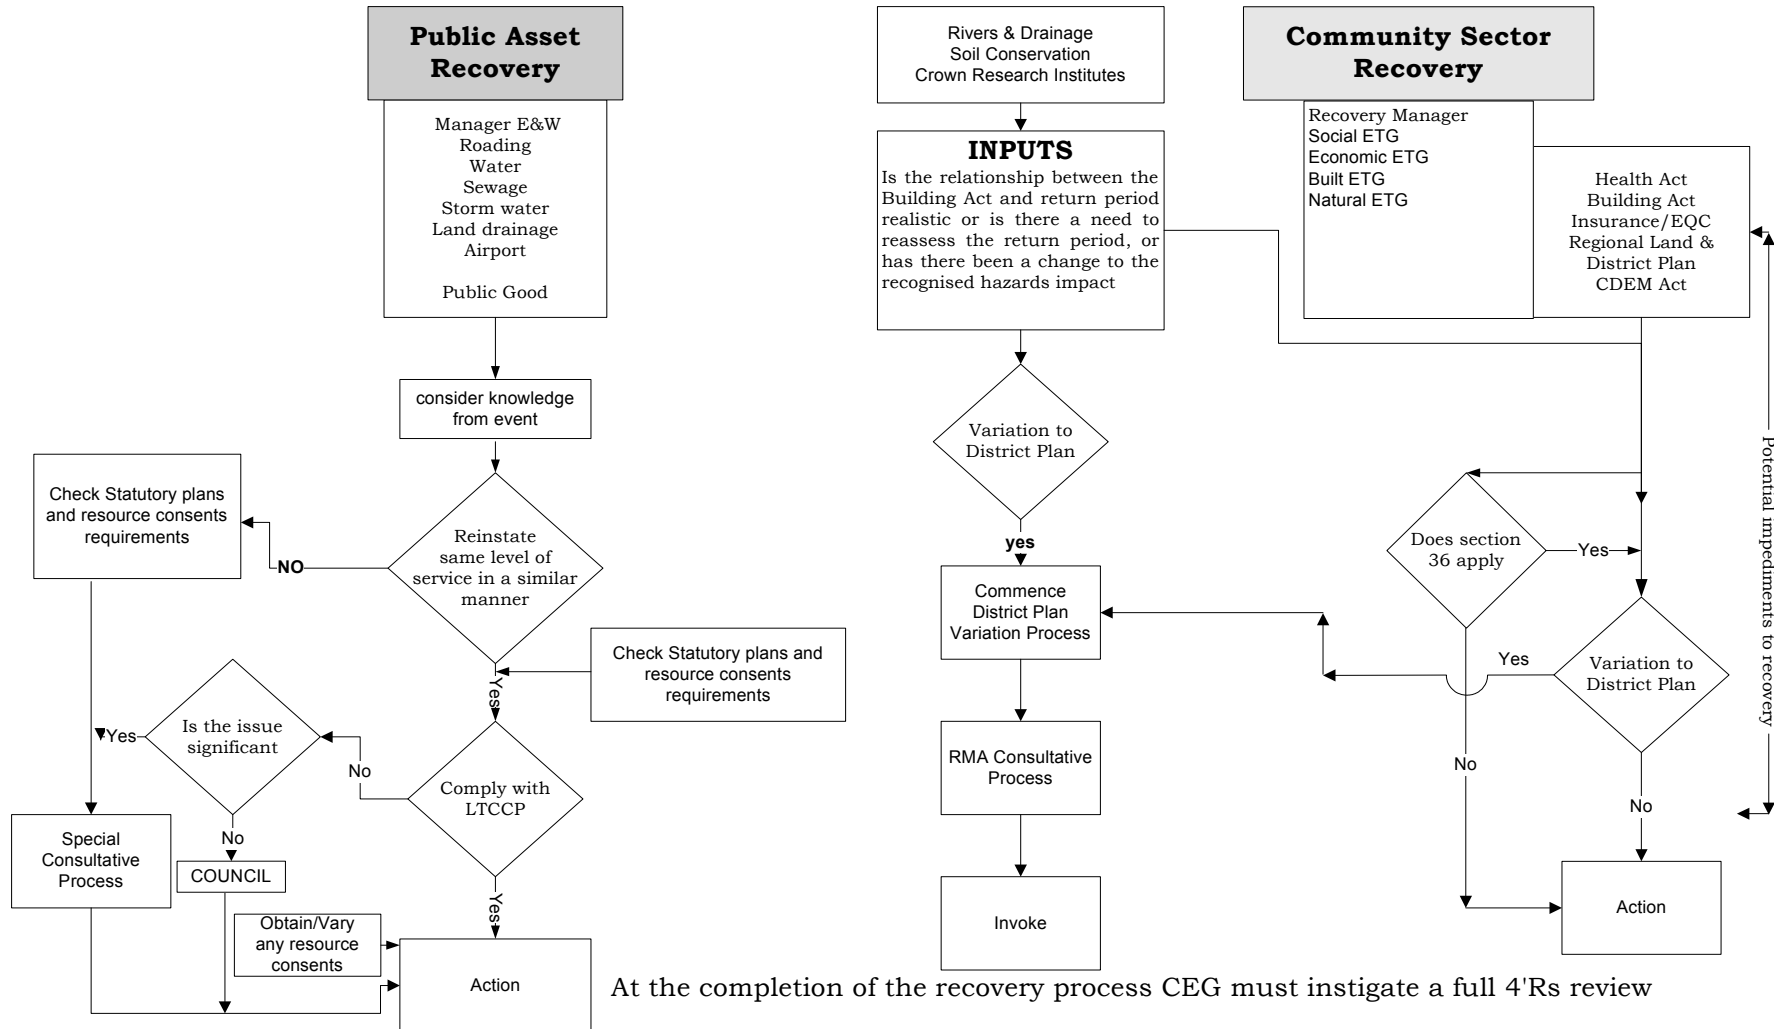 Public Asset
Recovery
Manager E&W
Roading
Water
Sewage
Storm water
Land drainage
Airport
Public Good
consider knowledge
from event
Reinstate
same level of
service in a similar
manner
NO
Check Statutory plans
and resource consents
requirements
Yes
Check Statutory plans and
resource consents
requirements
Comply with
LTCCP
No
Is the issue
significant
Yes
No
Special
Consultative
Process
COUNCIL
Yes
Obtain/Vary
any resource
consents
Action
Rivers & Drainage
Soil Conservation
Crown Research Institutes
INPUTS
Is the relationship between the
Building Act and return period
realistic or is there a need to
reassess the return period, or
has there been a change to the
recognised hazards impact
Variation to
District Plan
yes
Commence
District Plan
Variation Process
RMA Consultative
Process
Invoke
Community Sector
Recovery
Recovery Manager
Social ETG
Economic ETG
Built ETG
Natural ETG
Health Act
Building Act
Insurance/EQC
Regional Land &
District Plan
CDEM Act
Potential impediments to recovery
Does section
36 apply
Yes
No
Variation to
District Plan
Yes
No
Action
At the completion of the recovery process CEG must instigate a full 4'Rs review